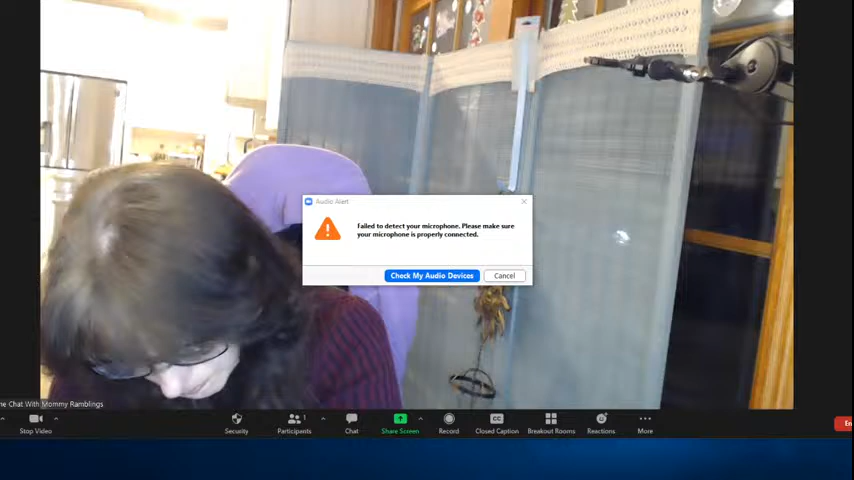 Audio Alert
Failed to detect your microphone. Please make sure
your microphone is properly connected.
Check My Audio Devices
Cancel
Chat With Mommy Ramblings
Stop Video
Security
Participants
1
Chat
Share Screen
Record
CC
Closed Caption
Breakout Rooms
Reactions
More